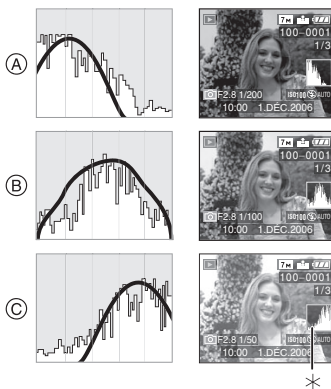 A
7M
100-0001
1/3
F2.8 1/200 ISO100 AUTO
10:00 1.DEC.2006
B
7M
100-0001
1/3
F2.8 1/100 ISO100 AUTO
10:00 1.DEC.2006
C
7M
100-0001
1/3
F2.8 1/50 ISO100 AUTO
10:00 1.DEC.2006
*